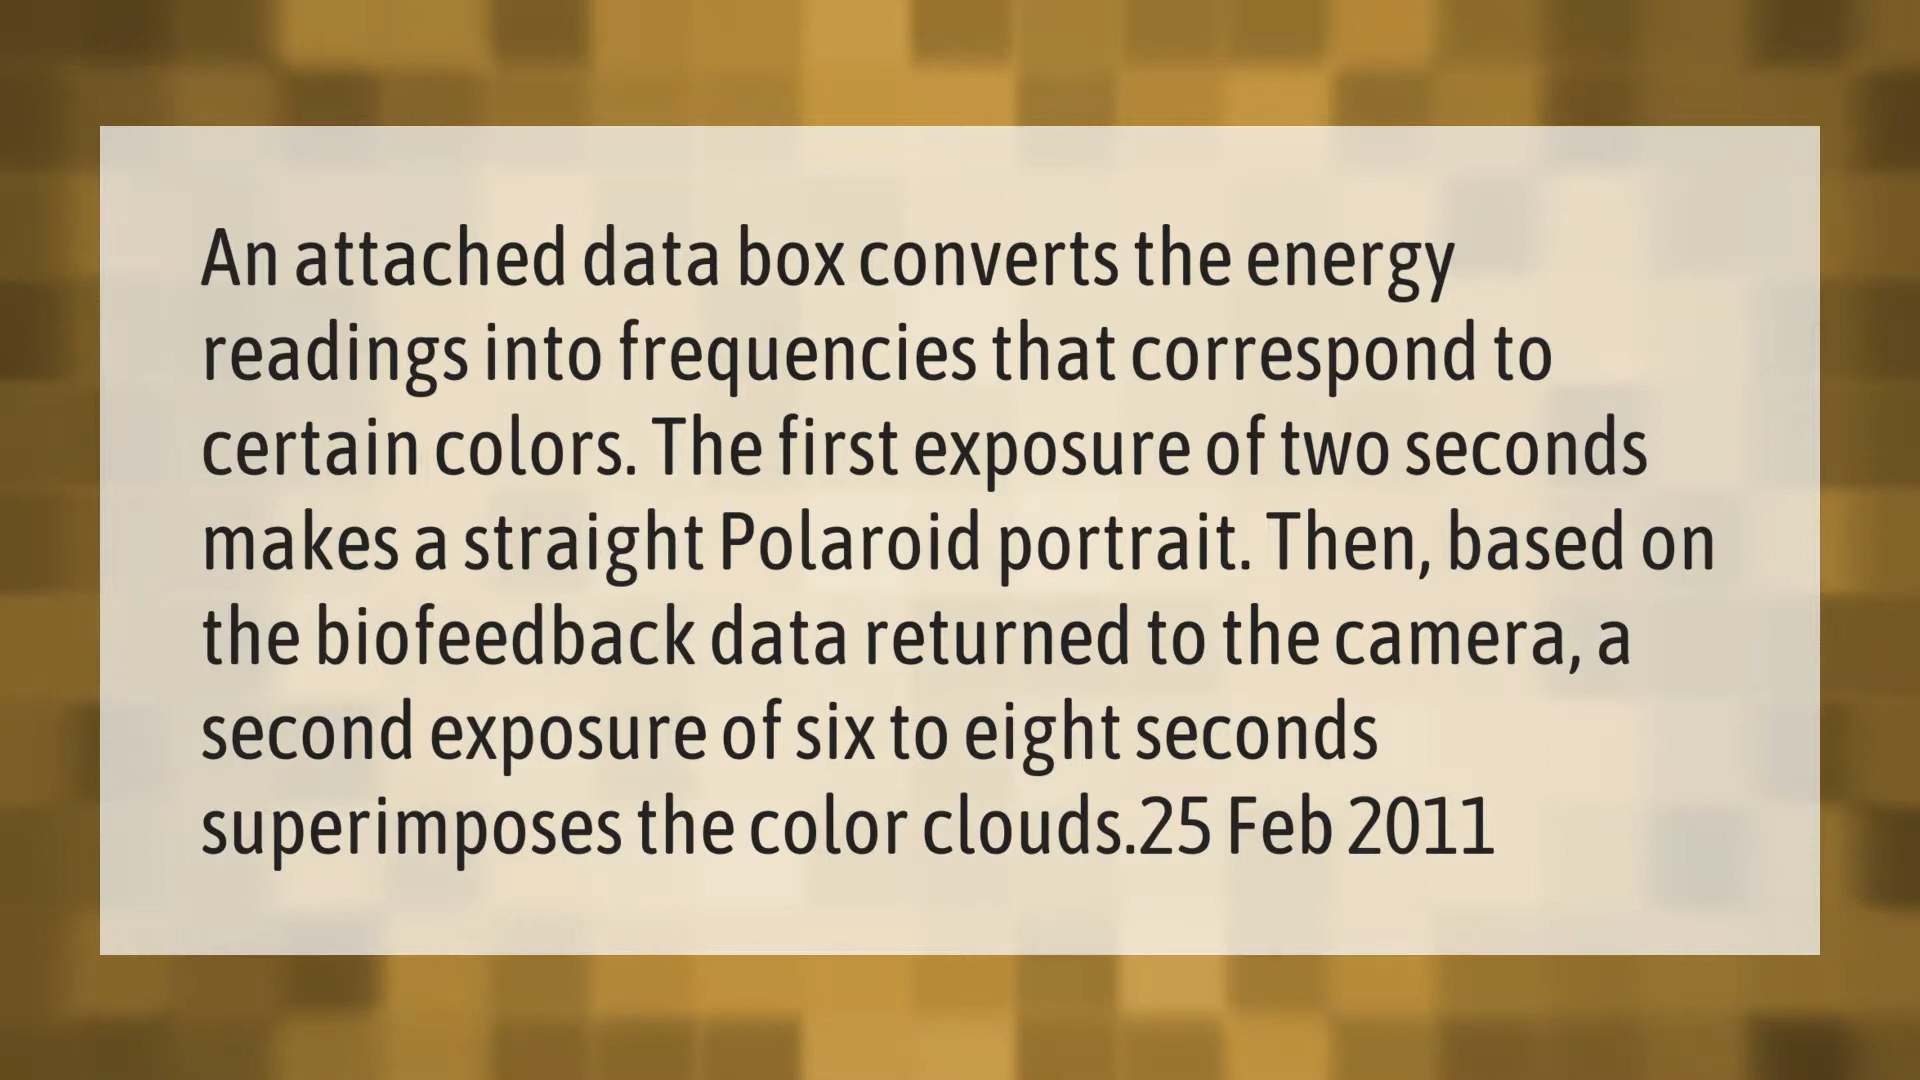 An attached data box converts the energy
readings into frequencies that correspond to
certain colors. The first exposure of two seconds
makes a straight Polaroid portrait. Then, based on
the biofeedback data returned to the camera, a
second exposure of six to eight seconds
superimposes the color clouds.25 Feb 2011